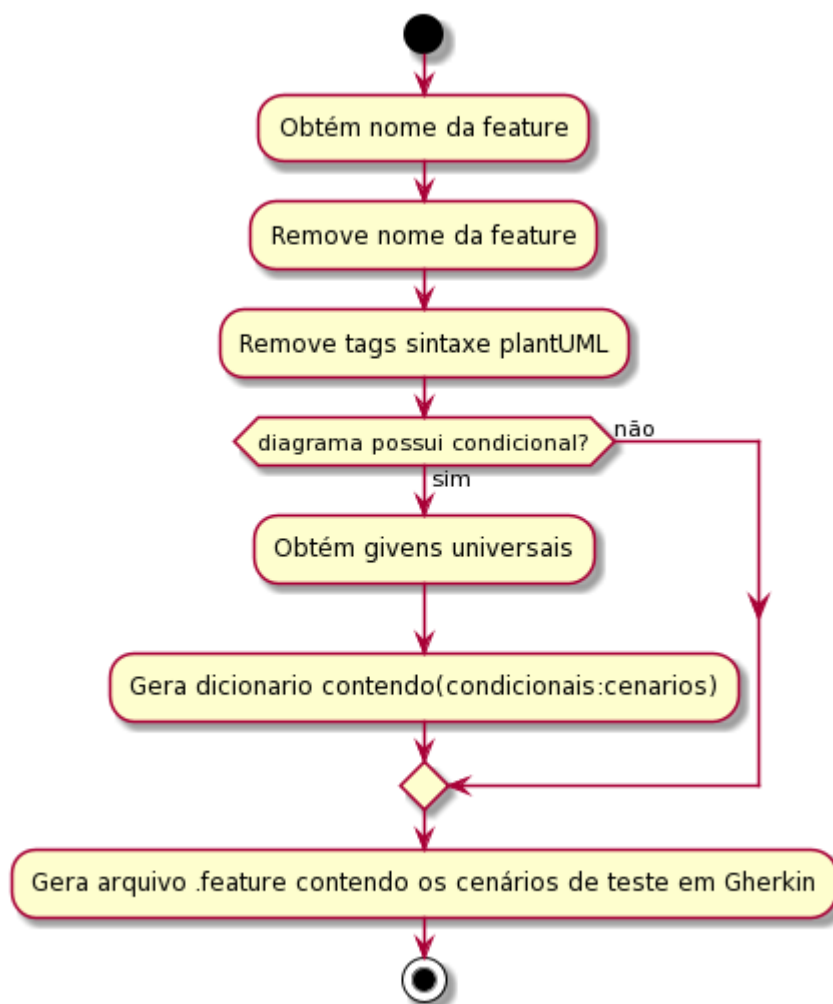 Obtém nome da feature
Remove nome da feature
Remove tags sintaxe plantUML
diagrama possui condicional?
não
sim
Obtém givens universais
Gera dicionario contendo(condicionais:cenarios)
Gera arquivo .feature contendo os cenários de teste em Gherkin